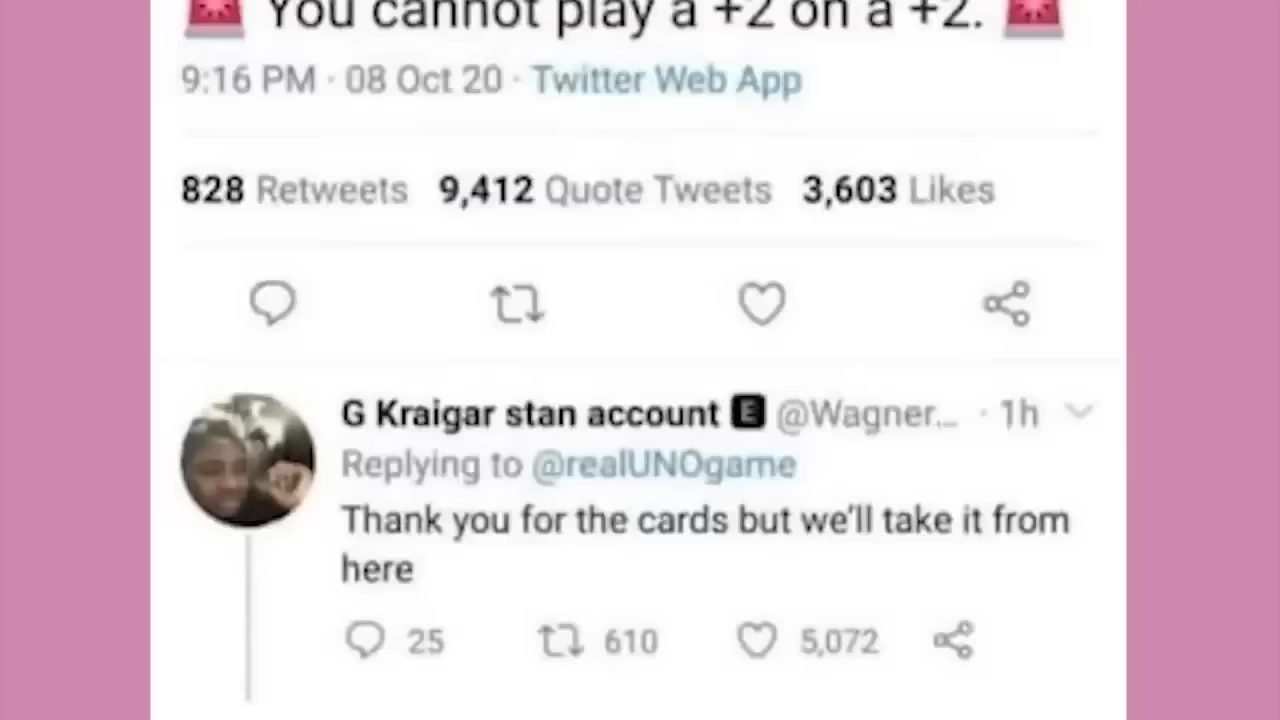 You cannot play a +2 on a +2.
9:16 PM · 08 Oct 20 · Twitter Web App
828 Retweets 9,412 Quote Tweets 3,603 Likes
G Kraigar stan account E @Wagner... · 1h
Replying to @realUNOgame
Thank you for the cards but we'll take it from
here
25 610 5,072